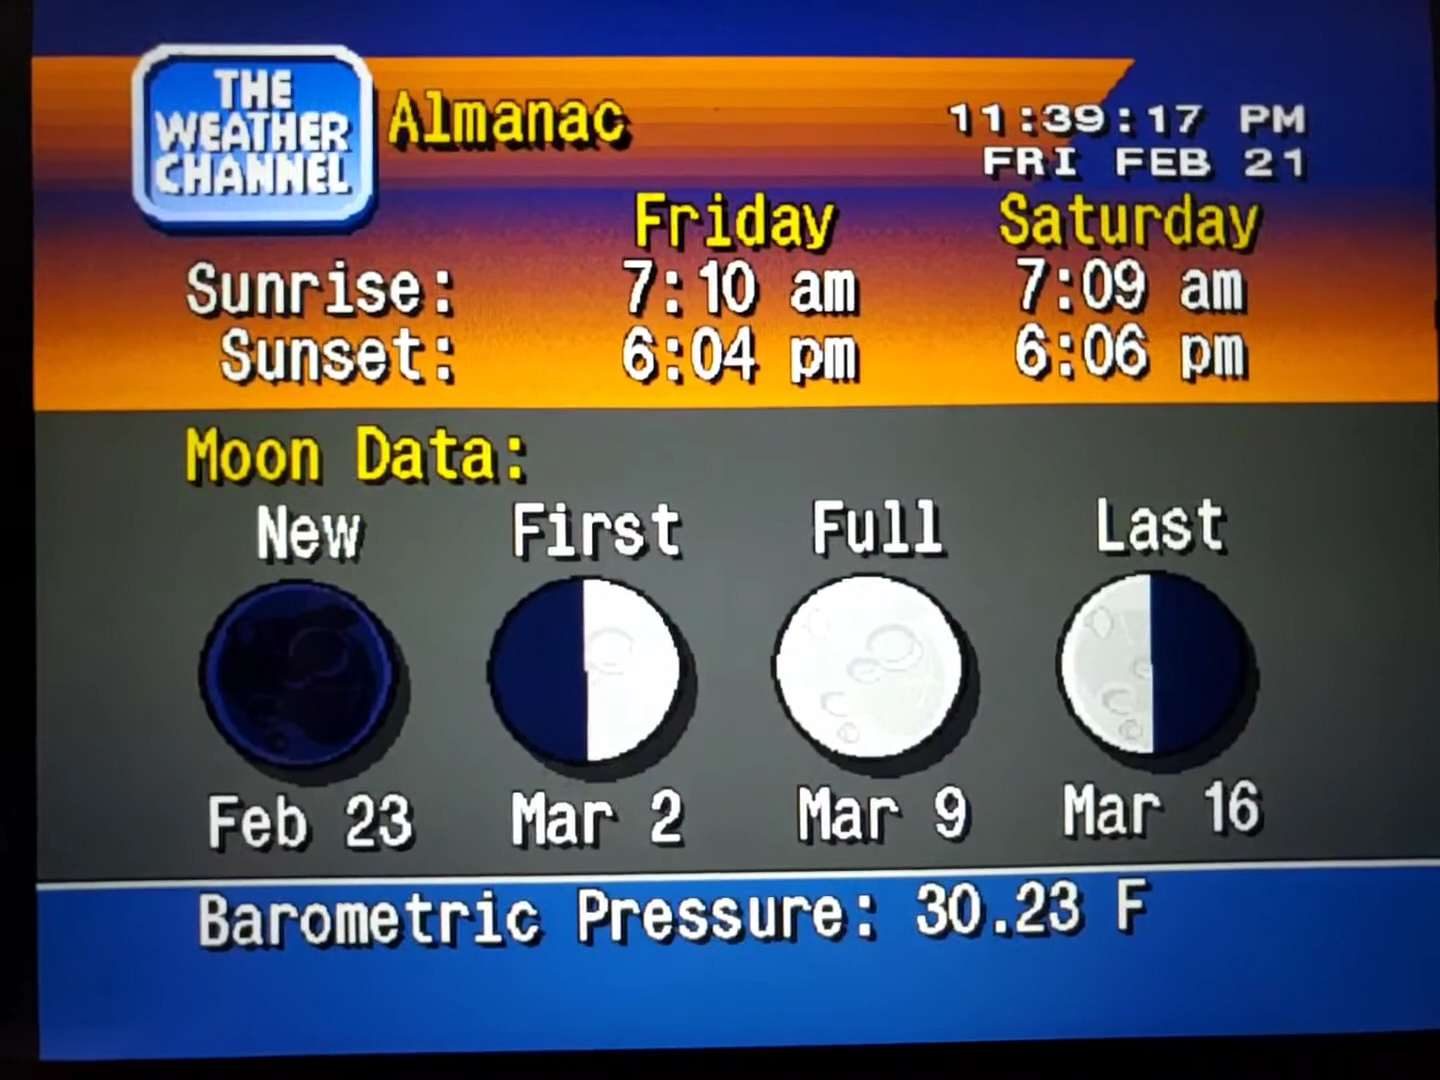 THE
WEATHER
CHANNEL
Almanac
11:39:17 PM
FRI FEB 21
Friday Saturday
Sunrise: 7:10 am 7:09 am
Sunset: 6:04 pm 6:06 pm
Moon Data:
New First Full Last
Feb 23 Mar 2 Mar 9 Mar 16
Barometric Pressure: 30.23 F